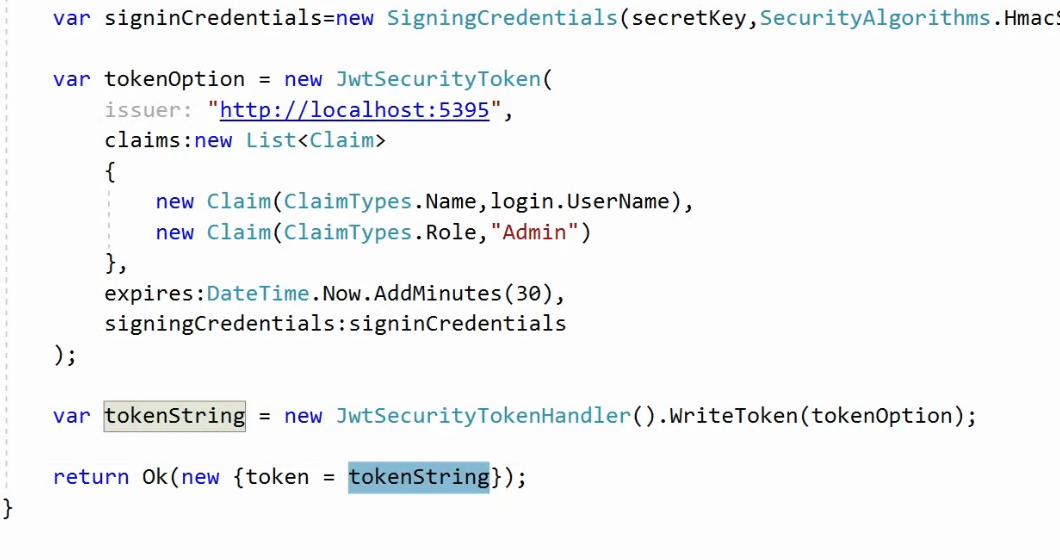 var signinCredentials=new SigningCredentials(secretKey,SecurityAlgorithms.
var tokenOption = new JwtSecurityToken(
issuer: "http://localhost:5395",
claims:new List<Claim>
{
new Claim(ClaimTypes.Name,login.UserName),
new Claim(ClaimTypes.Role,"Admin")
},
expires:DateTime.Now.AddMinutes(30),
signingCredentials:signinCredentials
);
var tokenString = new JwtSecurityTokenHandler().WriteToken(tokenOption);
return Ok(new {token = tokenString});
}